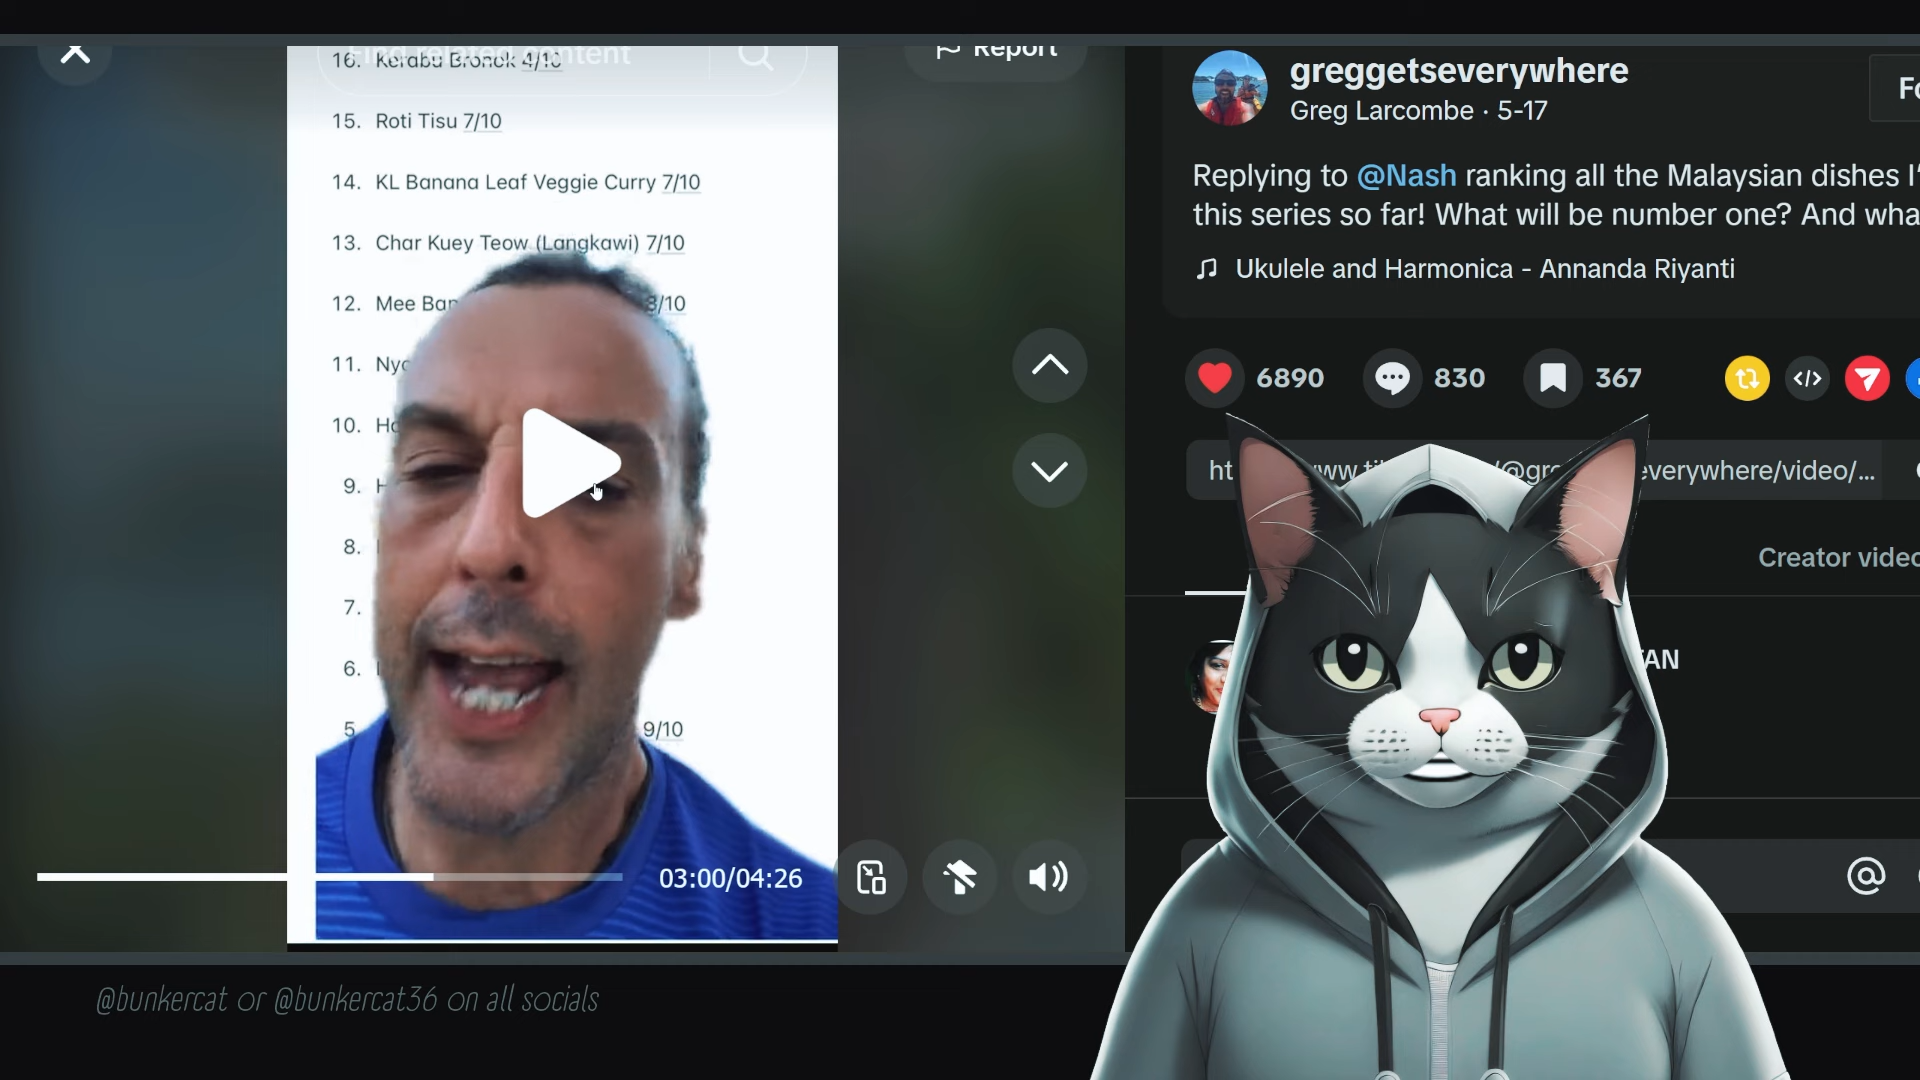 Find related content
Report
16. Kerabu Bronok 4/10
15. Roti Tisu 7/10
14. KL Banana Leaf Veggie Curry 7/10
13. Char Kuey Teow (Langkawi) 7/10
12. Mee 8/10
11.
10.
9.
8.
7.
6.
5 9/10
03:00/04:26
greggetseverywhere
Greg Larcombe · 5-17
Replying to @Nash ranking all the Malaysian dishes I'
this series so far! What will be number one? And
Ukulele and Harmonica - Annanda Riyanti
6890
830
367
everywhere/video/...
Creator
@bunkercat or @bunkercat36 on all socials